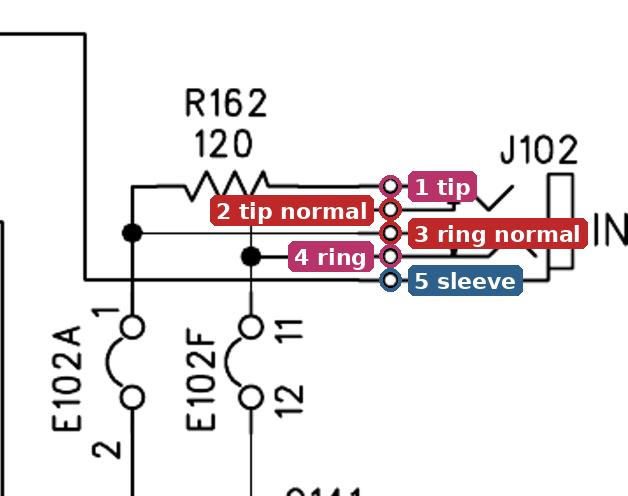 R162
120
J102
1 tip
2 tip normal
3 ring normal
IN
4 ring
5 sleeve
1
11
E102A
E102F
12
2